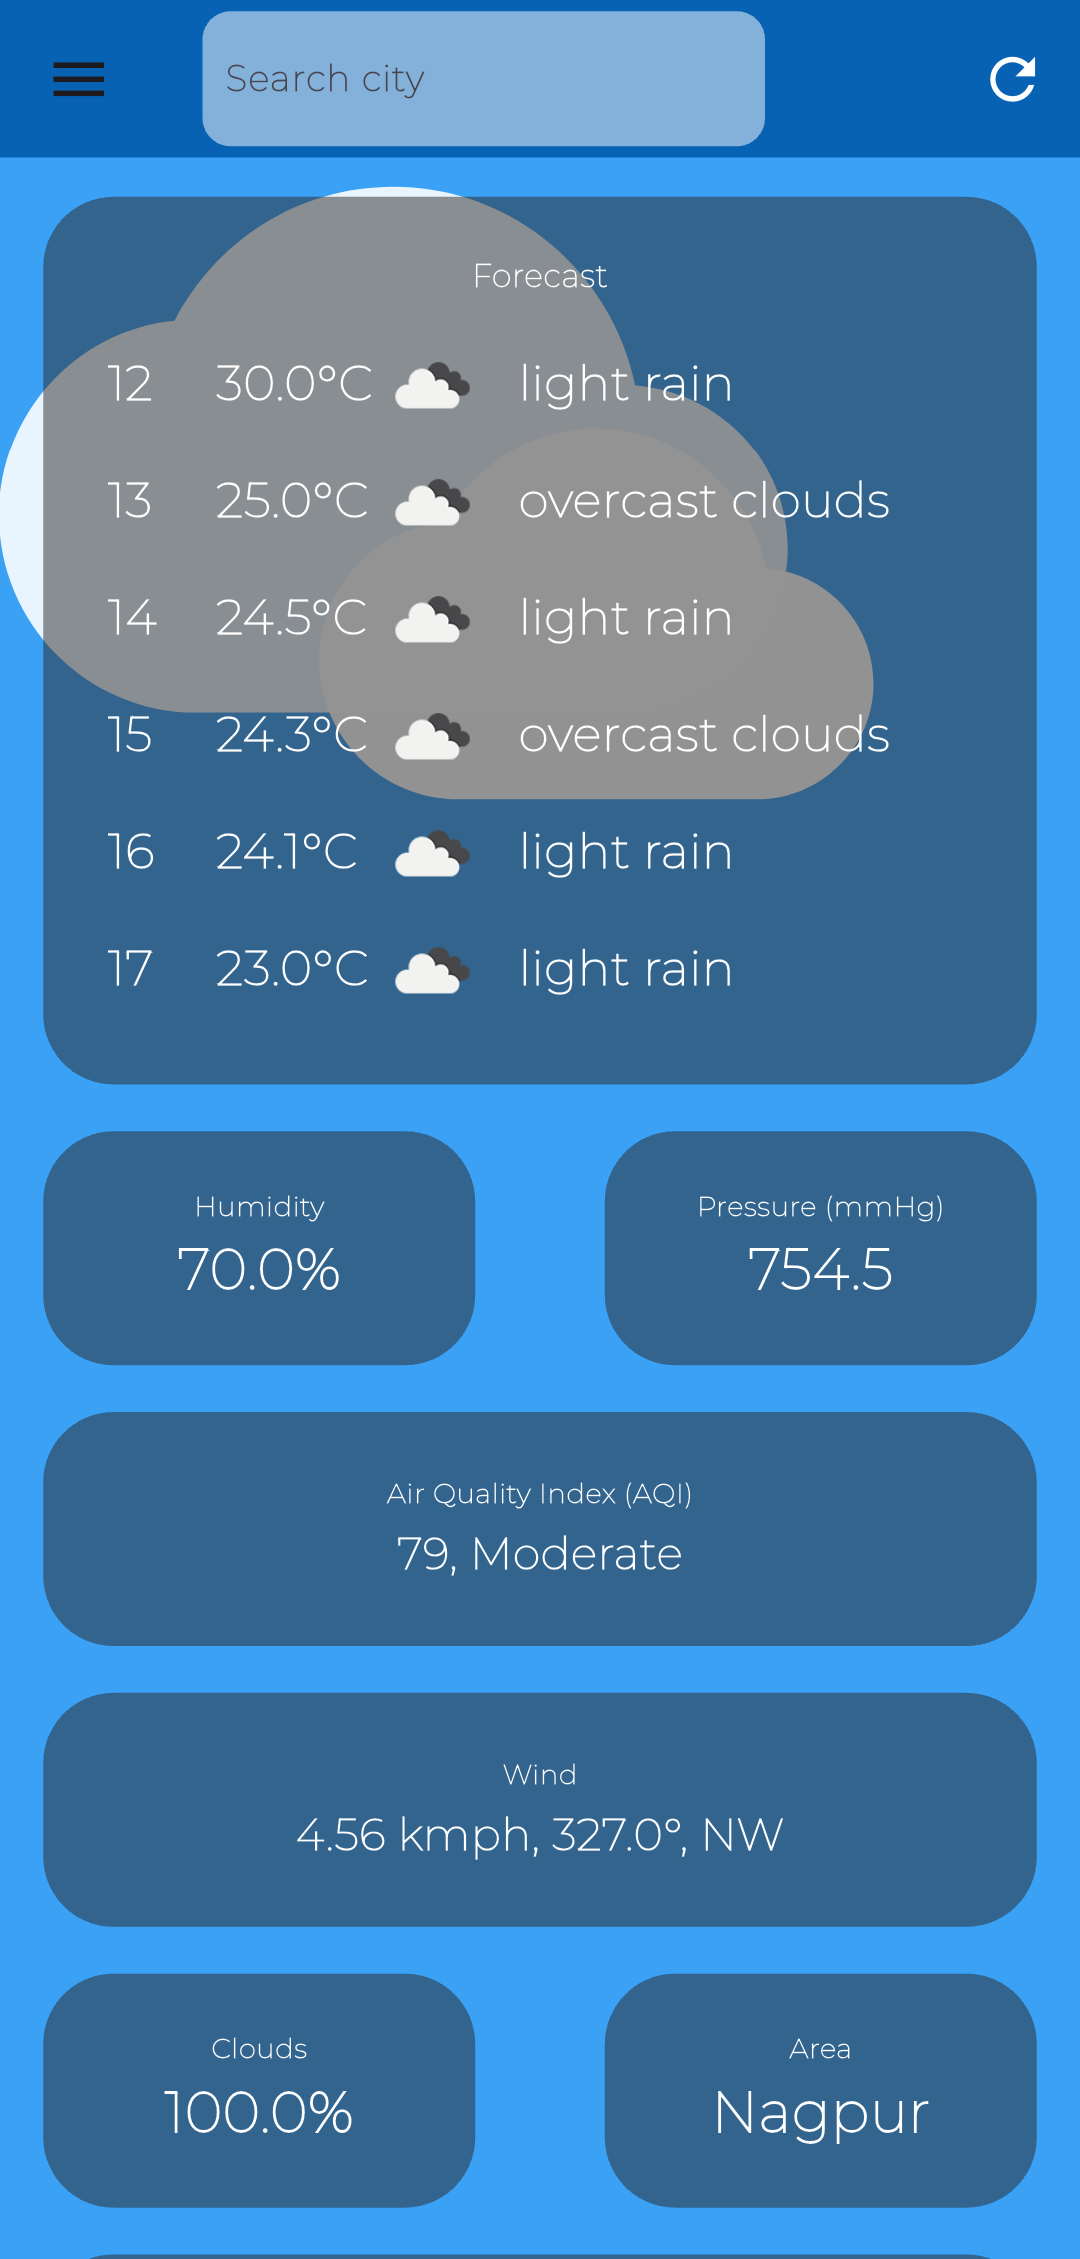 Search city
Forecast
12 30.0°C light rain
13 25.0°C overcast clouds
14 24.5°C light rain
15 24.3°C overcast clouds
16 24.1°C light rain
17 23.0°C light rain
Humidity
70.0%
Pressure (mmHg)
754.5
Air Quality Index (AQI)
79, Moderate
Wind
4.56 kmph, 327.0°, NW
Clouds
100.0%
Area
Nagpur